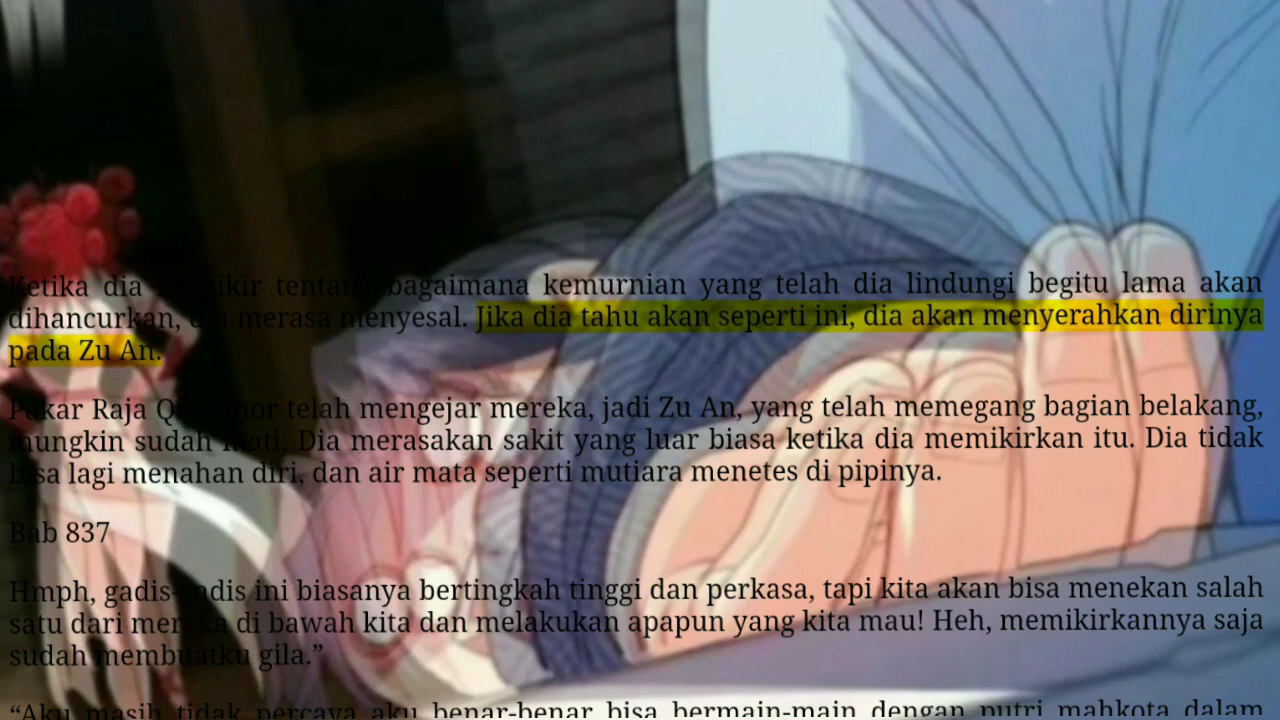 Ketika dia memikir tentang bagaimana kemurnian yang telah dia lindungi begitu lama akan
dihancurkan, dia merasa menyesal. Jika dia tahu akan seperti ini, dia akan menyerahkan dirinya
pada Zu An.
Pakar Raja telah mengejar mereka, jadi Zu An, yang telah memegang bagian belakang,
mungkin sudah mati. Dia merasakan sakit yang luar biasa ketika dia memikirkan itu. Dia tidak
bisa lagi menahan diri, dan air mata seperti mutiara menetes di pipinya.
Bab 837
Hmph, gadis-gadis ini biasanya bertingkah tinggi dan perkasa, tapi kita akan bisa menekan salah
satu dari mereka di bawah kita dan melakukan apapun yang kita mau! Heh, memikirkannya saja
sudah membuatku gila.”
“Aku masih tidak percaya aku benar-benar bisa bermain-main dengan putri mahkota dalam